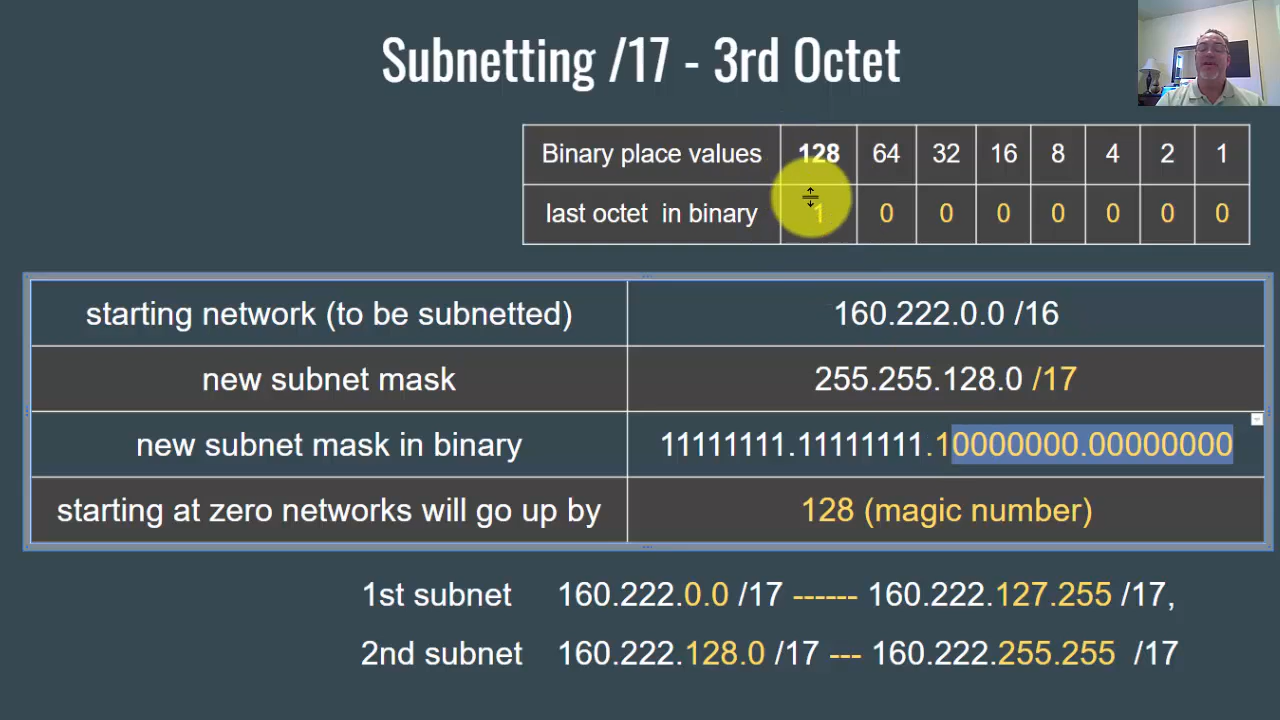 Subnetting /17 - 3rd Octet
Binary place values 128 64 32 16 8 4 2 1
last octet in binary 1 0 0 0 0 0 0 0
starting network (to be subnetted) 160.222.0.0 /16
new subnet mask 255.255.128.0 /17
new subnet mask in binary 11111111.11111111.10000000.00000000
starting at zero networks will go up by 128 (magic number)
1st subnet 160.222.0.0 /17 ------ 160.222.127.255 /17,
2nd subnet 160.222.128.0 /17 --- 160.222.255.255 /17